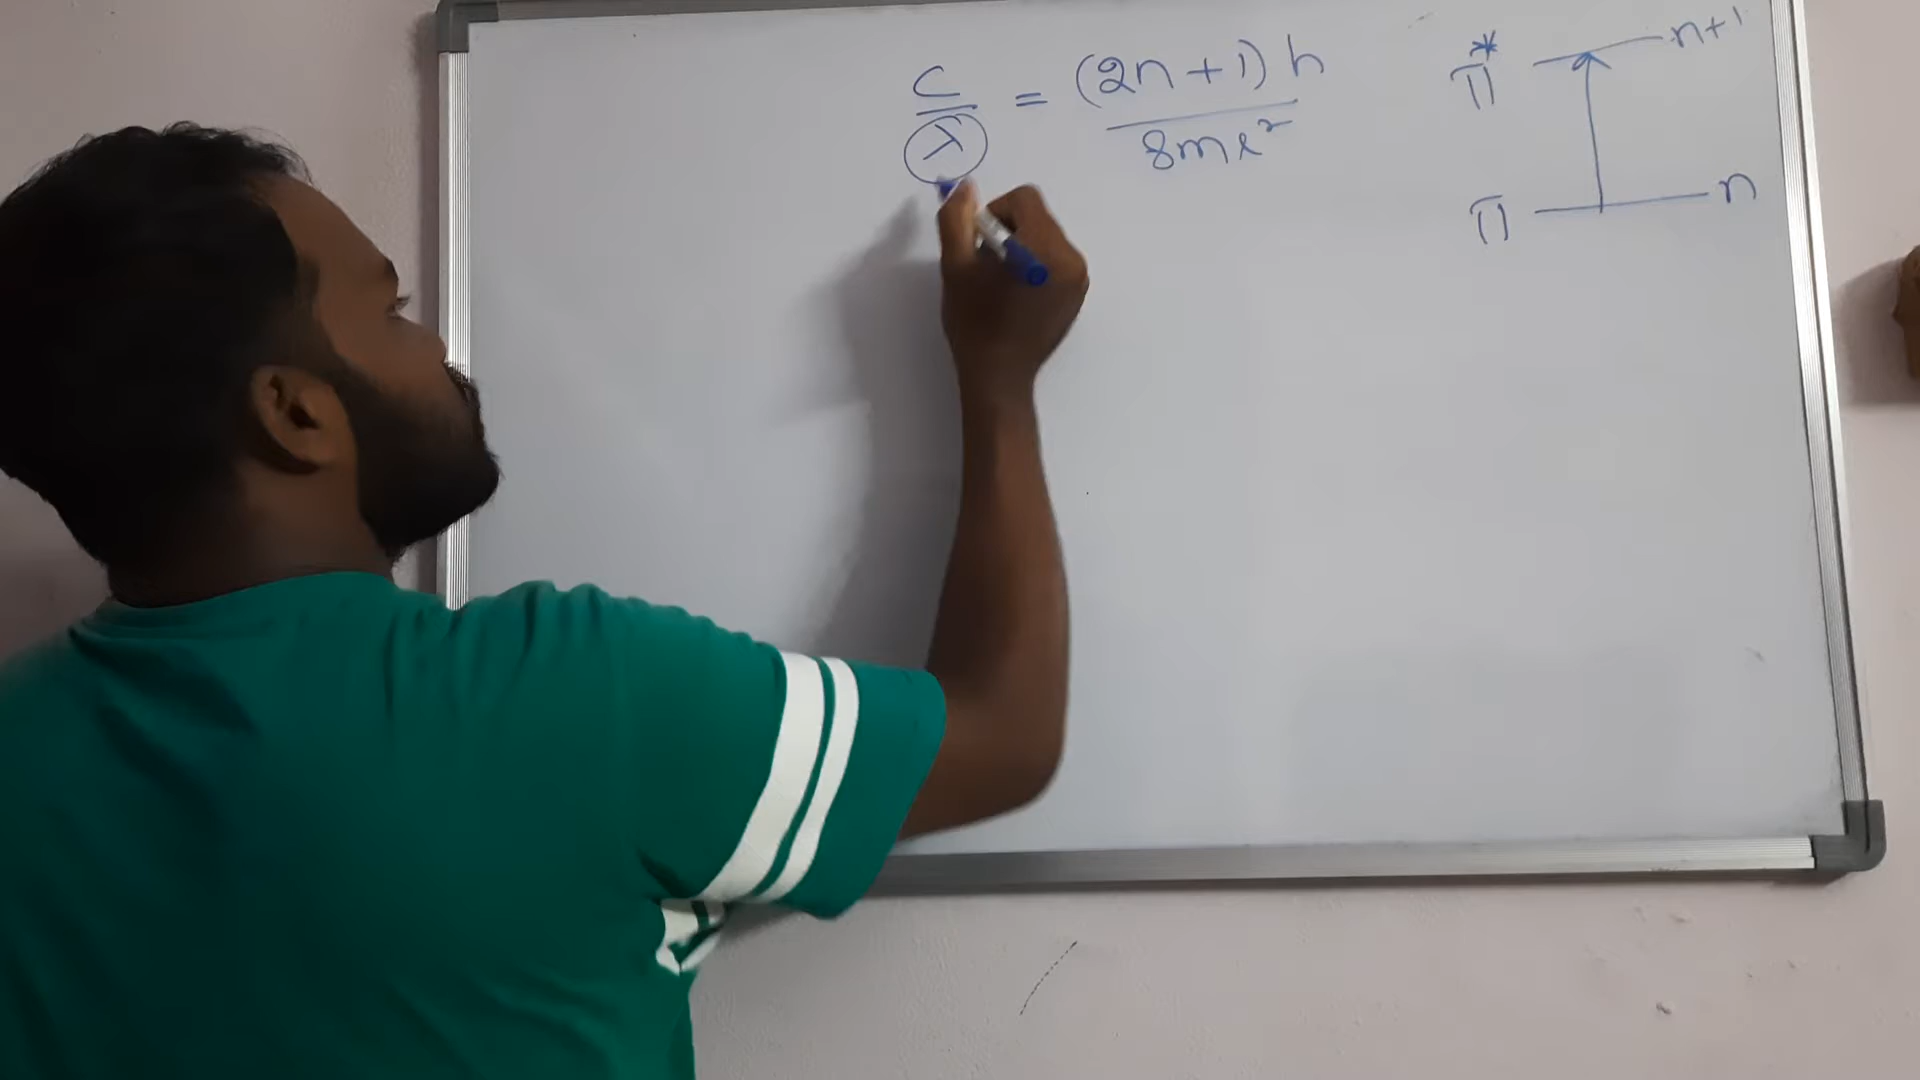 c/λ = (2n+1)h / 8ml²
π* n+1
π n